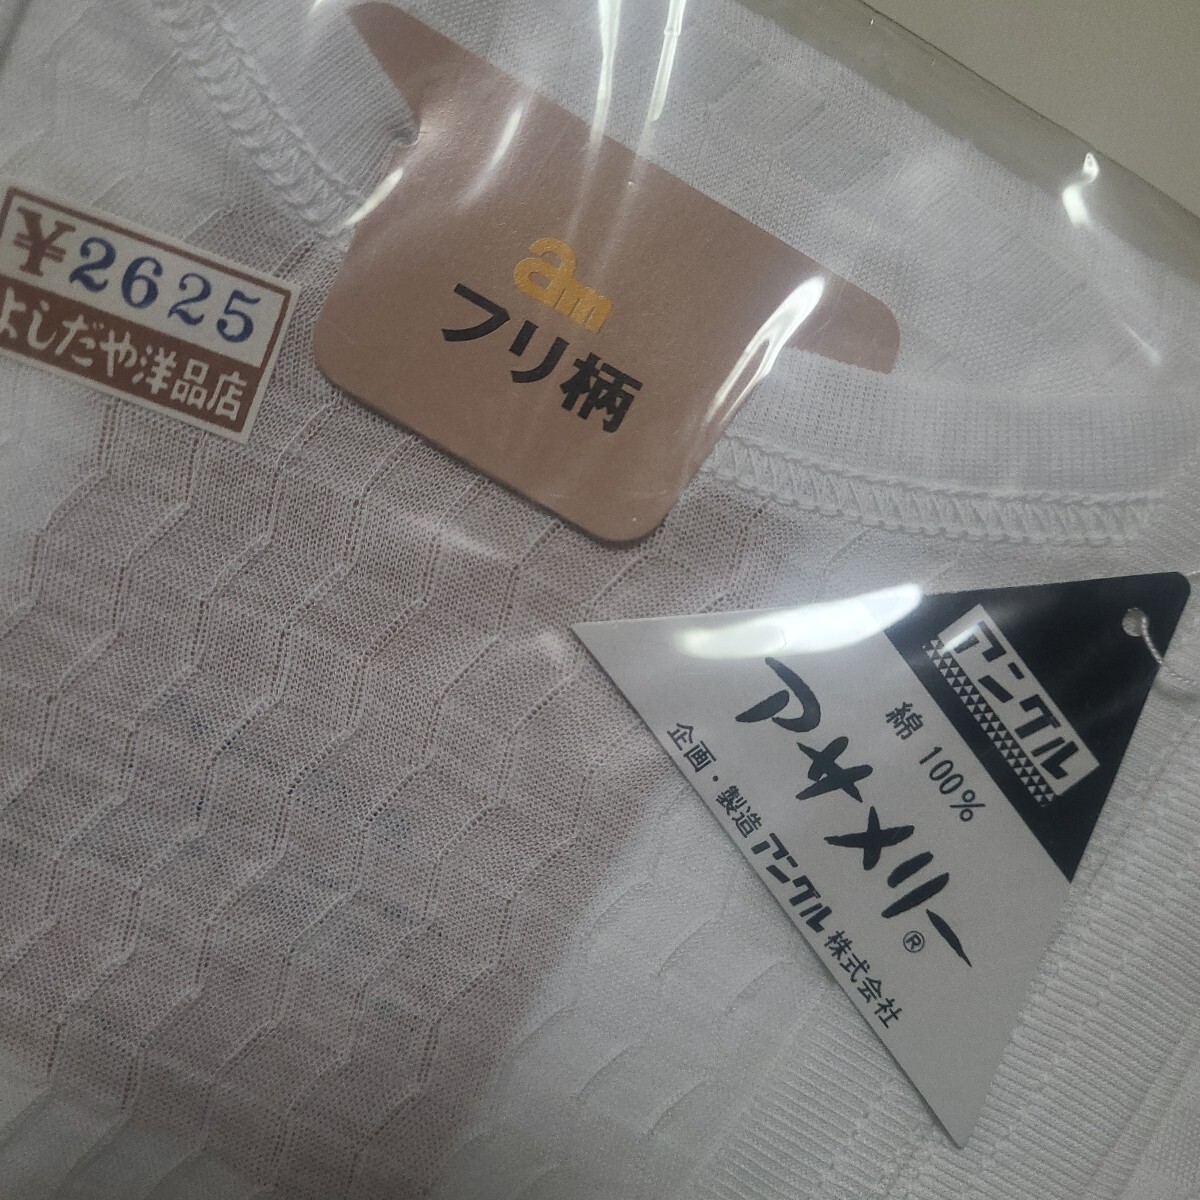 ¥2625
よしだや洋品店
am
フリ柄
アングル
綿 100%
アサメリー®
企画・製造 アングル 株式会社